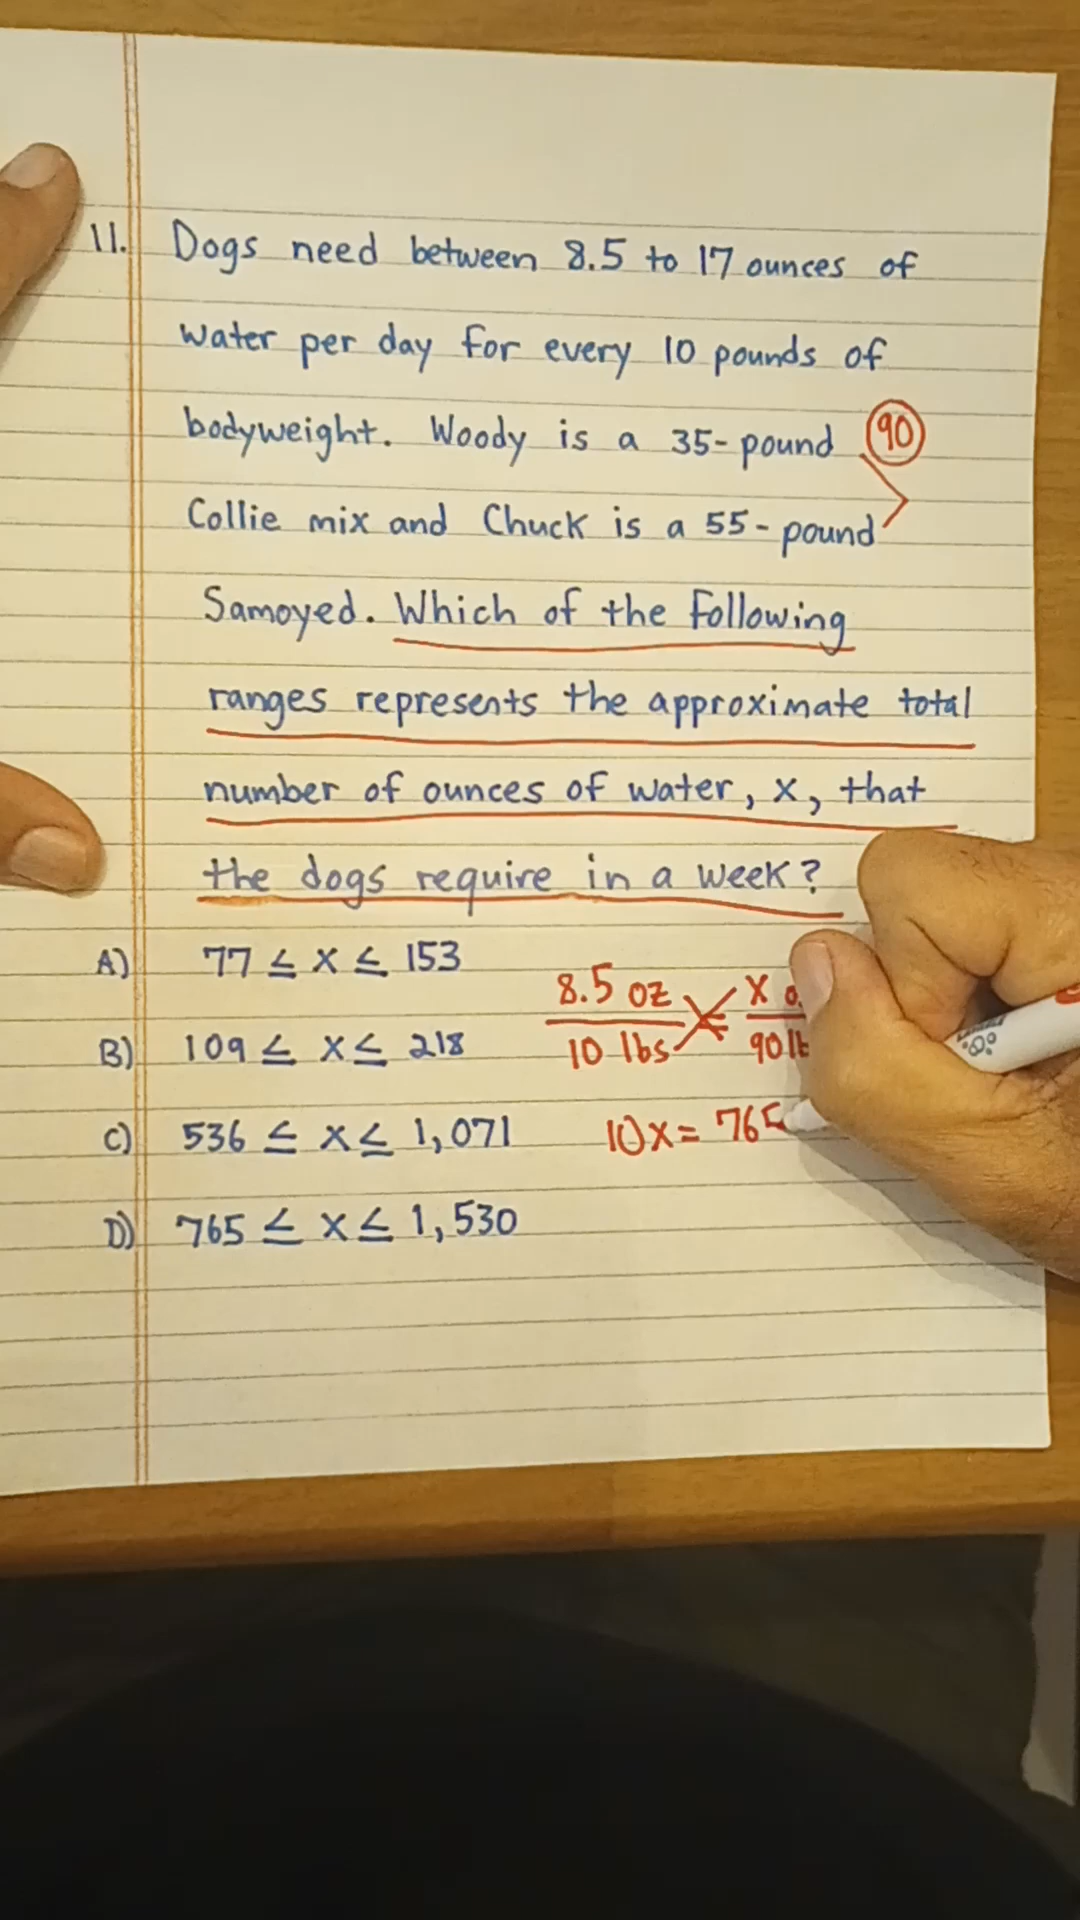 11. Dogs need between 8.5 to 17 ounces of
water per day for every 10 pounds of
bodyweight. Woody is a 35-pound 90
Collie mix and Chuck is a 55-pound
Samoyed. Which of the following
ranges represents the approximate total
number of ounces of water, x, that
the dogs require in a week?
A) 77 ≤ x ≤ 153
8.5 oz x
B) 109 ≤ x ≤ 218
10 lbs = 90
C) 536 ≤ x ≤ 1,071
10x = 765
D) 765 ≤ x ≤ 1,530